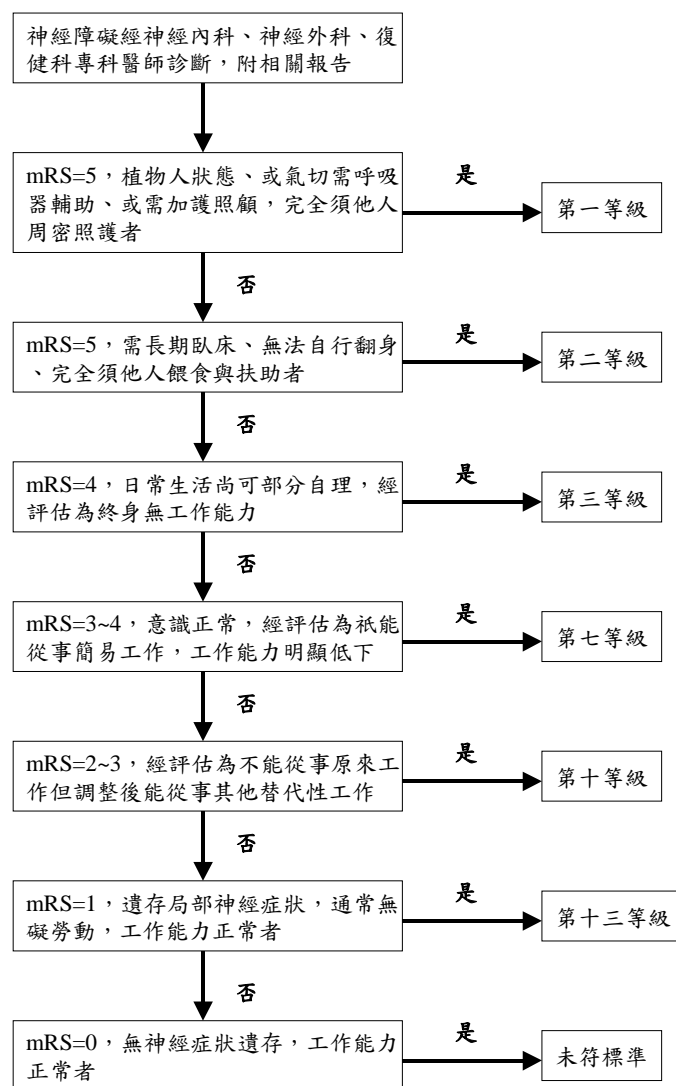 神經障礙經神經內科、神經外科、復
健科專科醫師診斷，附相關報告
mRS=5，植物人狀態、或氣切需呼吸
器輔助、或需加護照顧，完全須他人
周密照護者
是
第一等級
否
mRS=5，需長期臥床、無法自行翻身
、完全須他人餵食與扶助者
是
第二等級
否
mRS=4，日常生活尚可部分自理，經
評估為終身無工作能力
是
第三等級
否
mRS=3~4，意識正常，經評估為祇能
從事簡易工作，工作能力明顯低下
是
第七等級
否
mRS=2~3，經評估為不能從事原來工
作但調整後能從事其他替代性工作
是
第十等級
否
mRS=1，遺存局部神經症狀，通常無
礙勞動，工作能力正常者
是
第十三等級
否
mRS=0，無神經症狀遺存，工作能力
正常者
是
未符標準